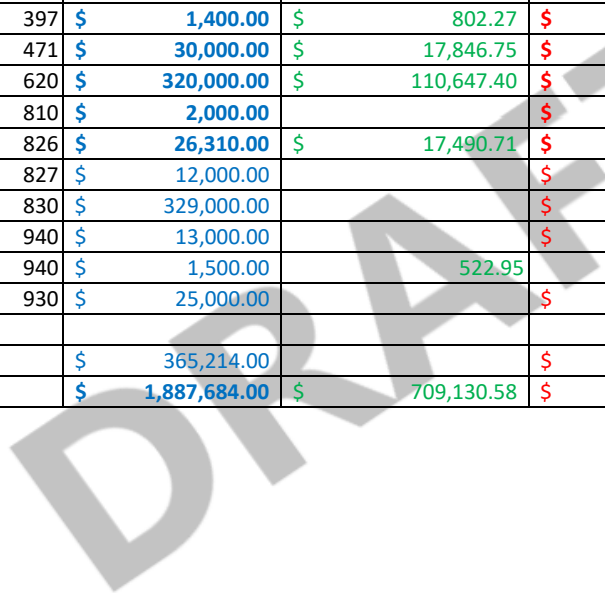 397 $ 1,400.00 $ 802.27 $
471 $ 30,000.00 $ 17,846.75 $
620 $ 320,000.00 $ 110,647.40 $
810 $ 2,000.00 $
826 $ 26,310.00 $ 17,490.71 $
827 $ 12,000.00 $
830 $ 329,000.00 $
940 $ 13,000.00 $
940 $ 1,500.00 522.95
930 $ 25,000.00 $
$ 365,214.00 $
$ 1,887,684.00 $ 709,130.58 $
DRAFT